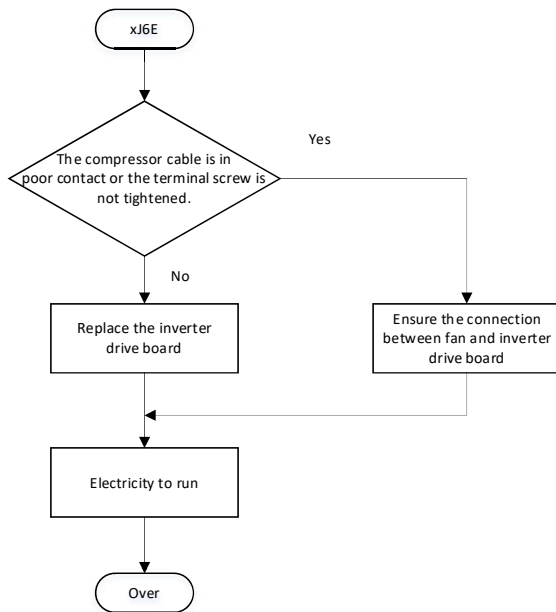 xJ6E
The compressor cable is in
poor contact or the terminal screw is
not tightened.
Yes
No
Replace the inverter
drive board
Ensure the connection
between fan and inverter
drive board
Electricity to run
Over